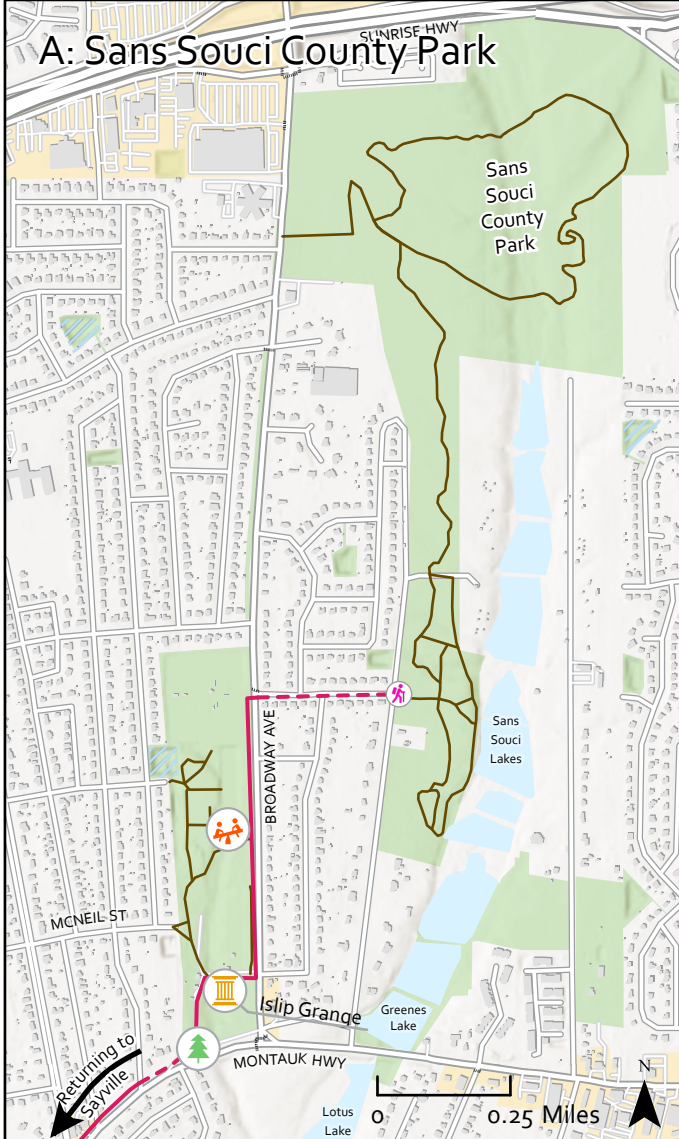 SUNRISE HWY
A: Sans Souci County Park
Sans
Souci
County
Park
BROADWAY AVE
Sans
Souci
Lakes
MCNEIL ST
Islip Grange
Greenes
Lake
Returning to
Sayville
MONTAUK HWY
Lotus
Lake
N
0 0.25 Miles